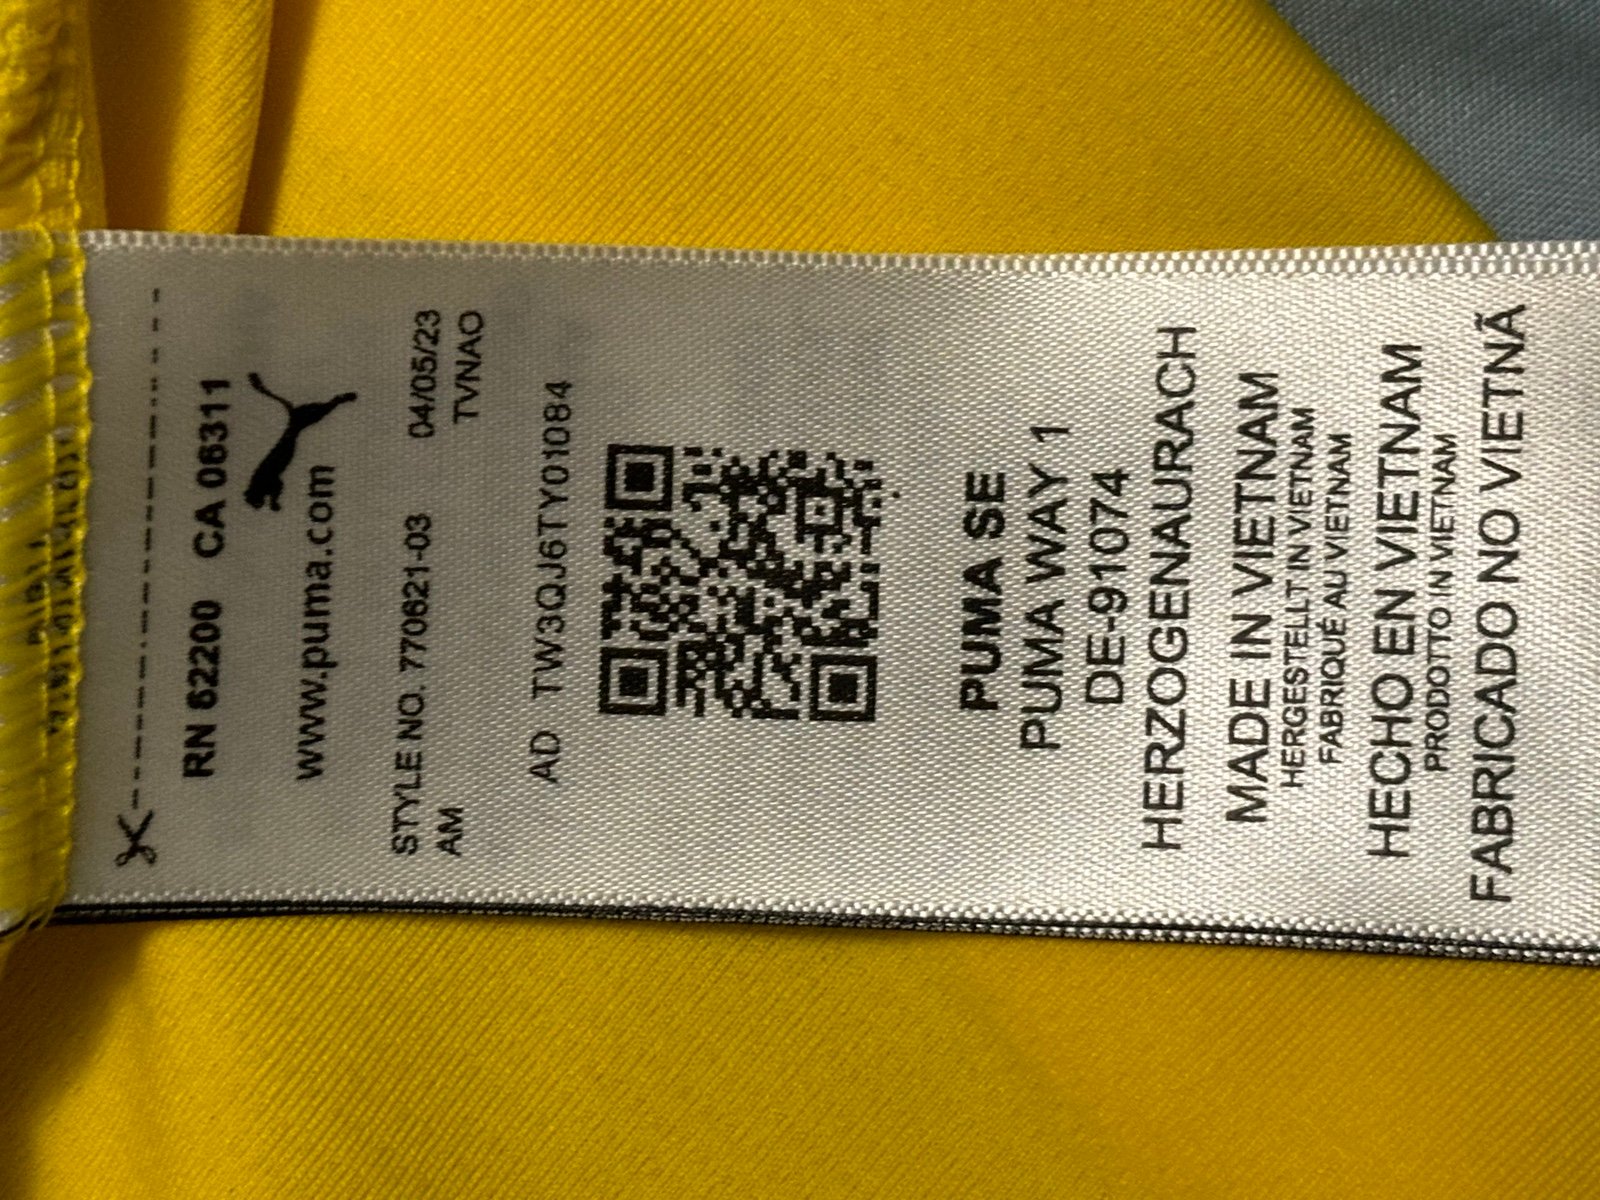 RN 62200 CA 06311
www.puma.com
STYLE NO. 770621-03 04/05/23
AM TVNAO
AD TW3QJ6TY01084
PUMA SE
PUMA WAY 1
DE-91074
HERZOGENAURACH
MADE IN VIETNAM
HERGESTELLT IN VIETNAM
FABRIQUÉ AU VIETNAM
HECHO EN VIETNAM
PRODOTTO IN VIETNAM
FABRICADO NO VIETNÃ